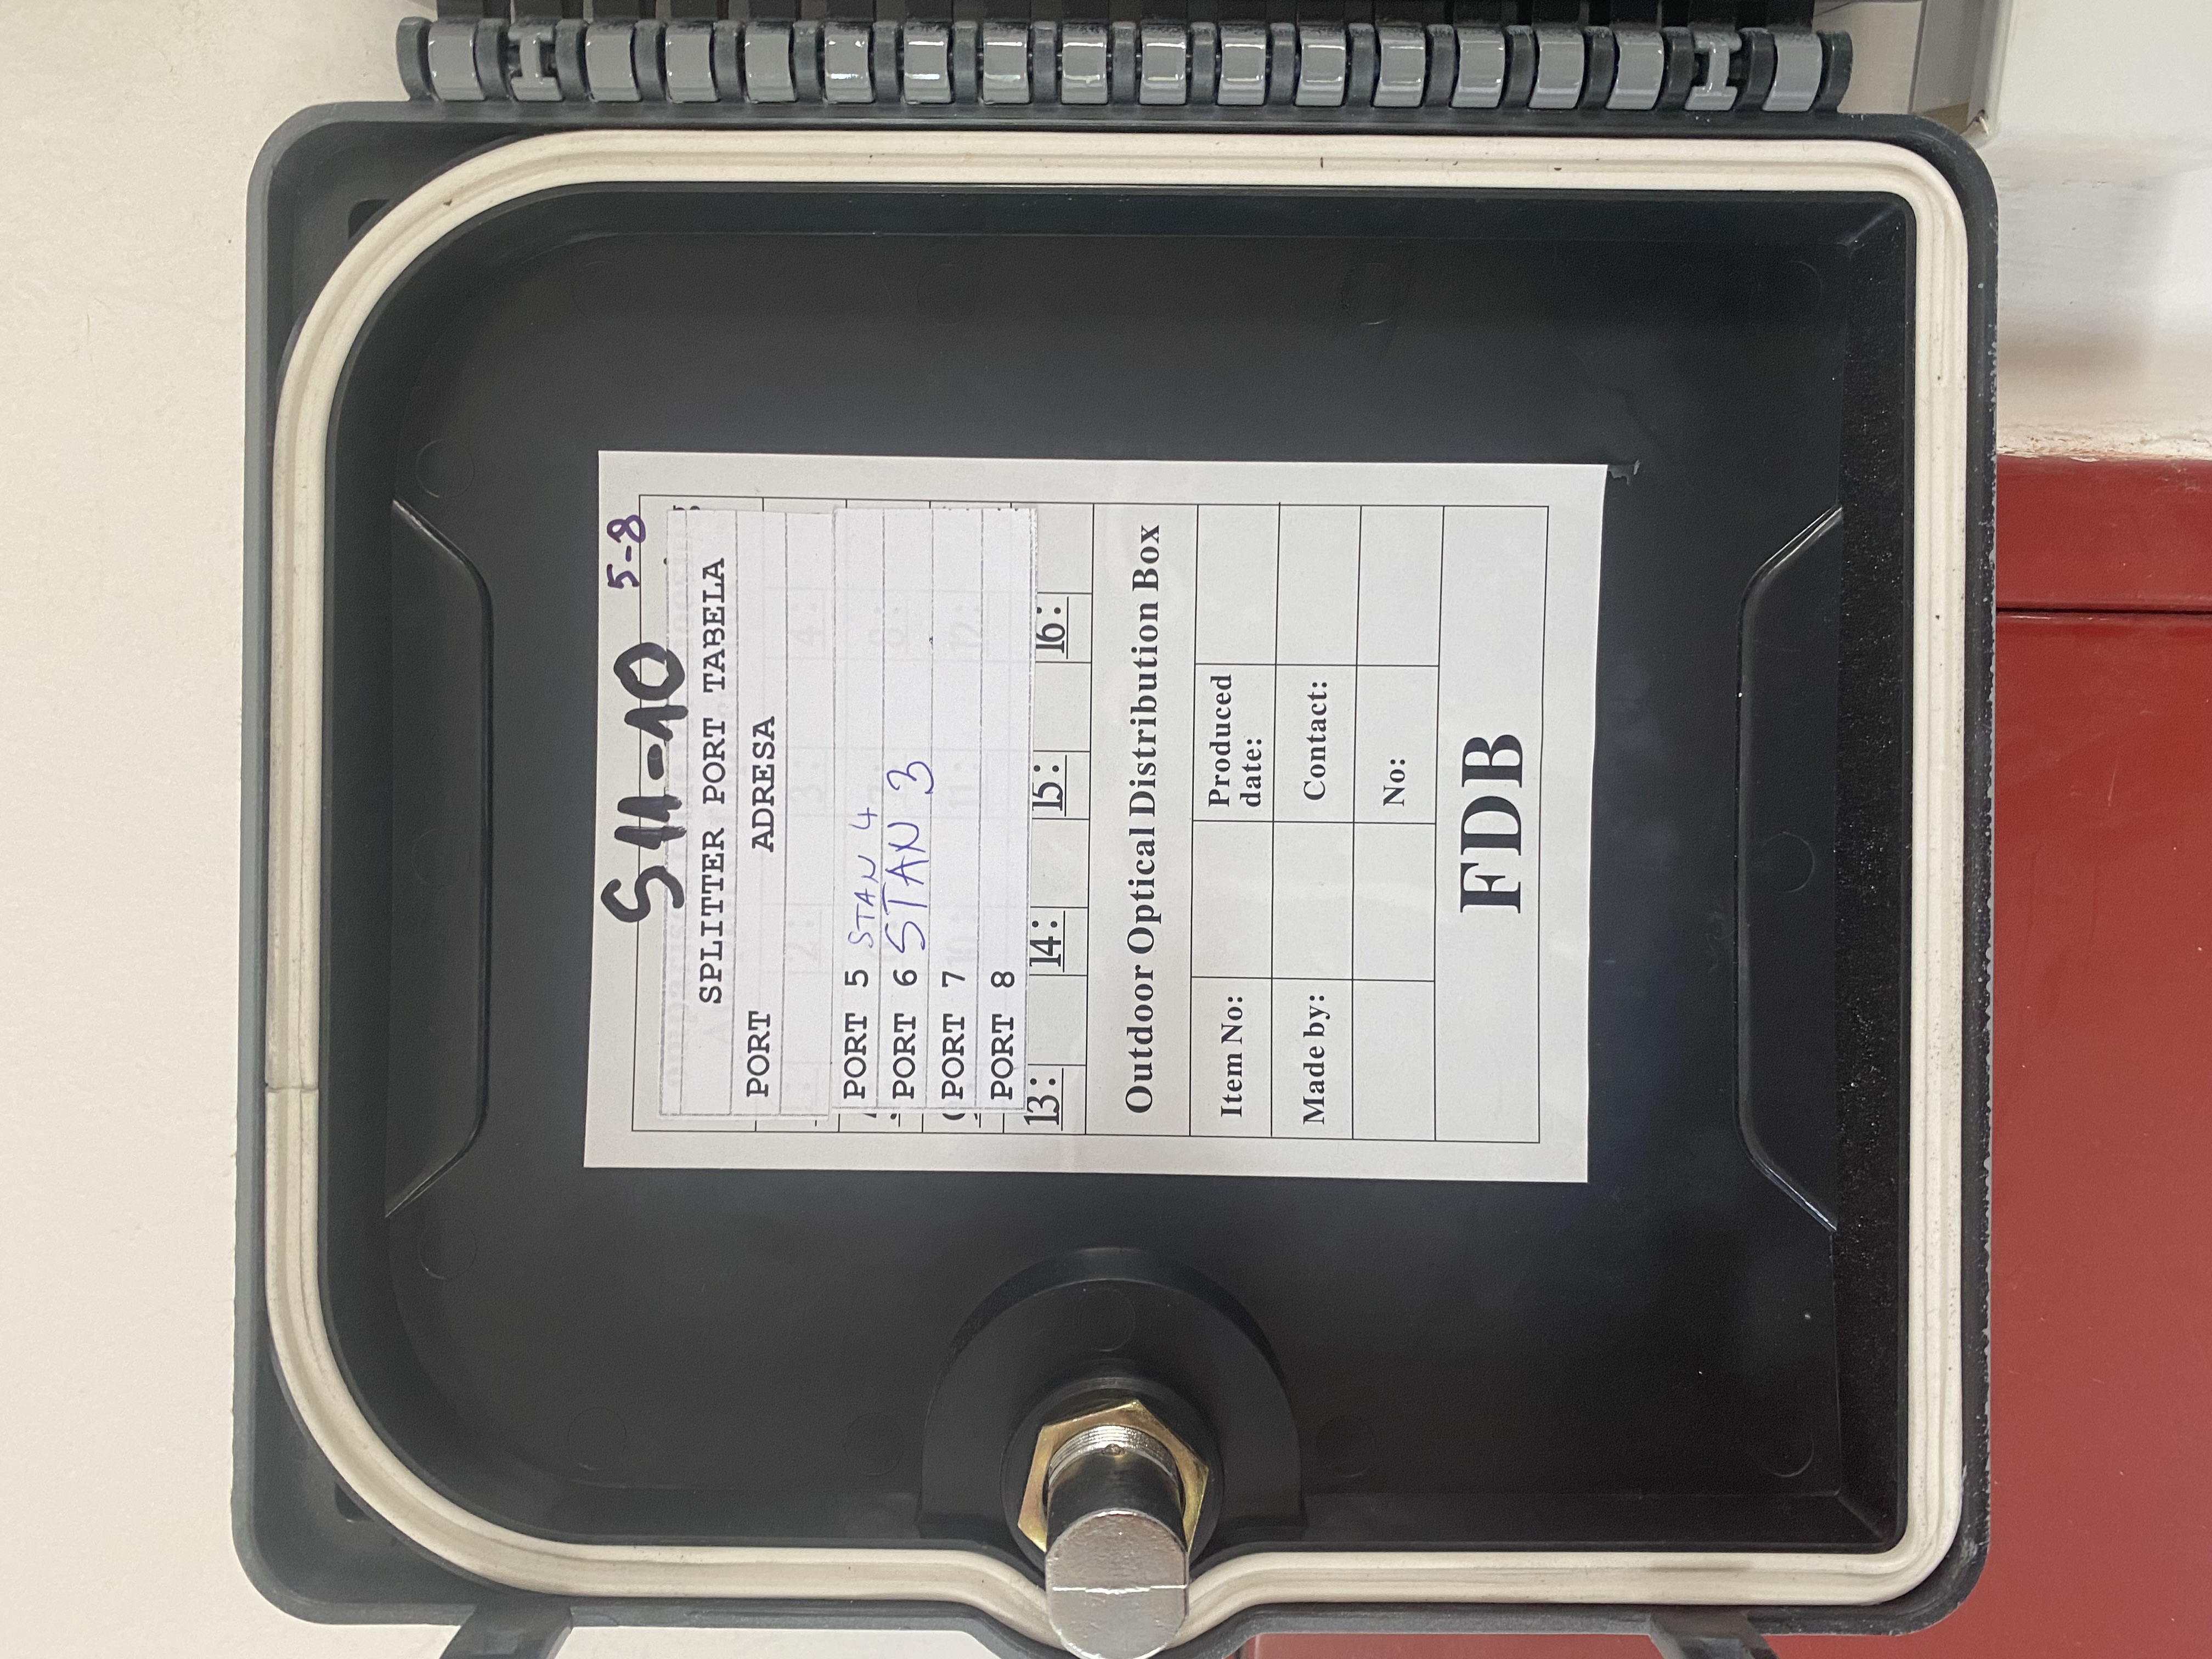 S11-10 5-8
SPLITTER PORT TABELA
PORT ADRESA
PORT 5 STAN 4
PORT 6 STAN 3
PORT 7
PORT 8
13: 14: 15: 16:
Outdoor Optical Distribution Box
Item No: Produced date:
Made by: Contact:
No:
FDB